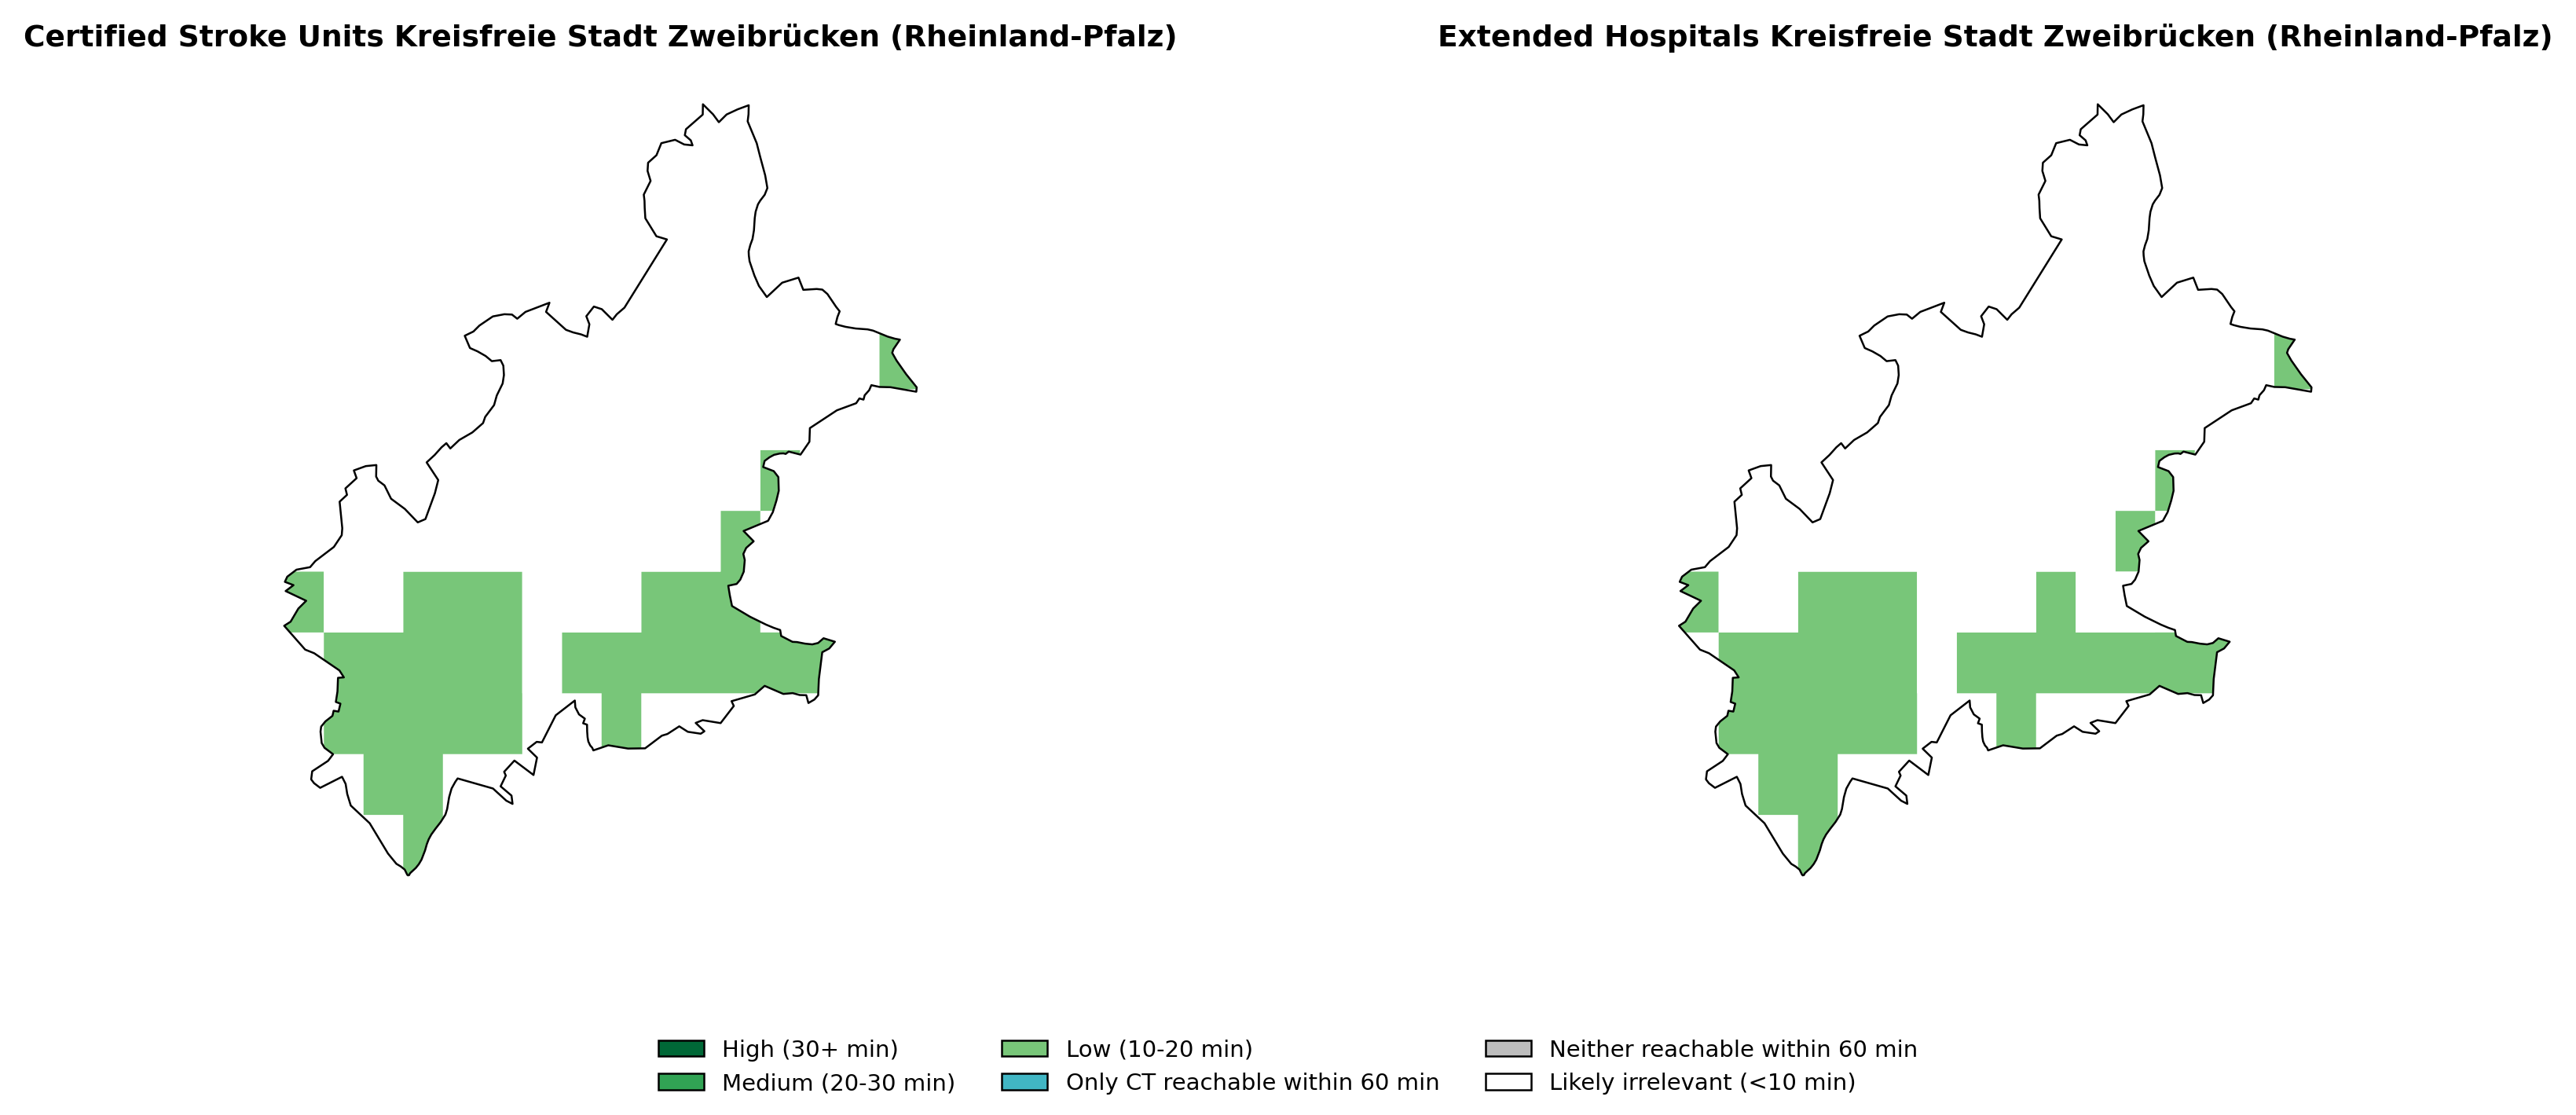 Certified Stroke Units Kreisfreie Stadt Zweibrücken (Rheinland-Pfalz)
Extended Hospitals Kreisfreie Stadt Zweibrücken (Rheinland-Pfalz)
High (30+ min)
Medium (20-30 min)
Low (10-20 min)
Only CT reachable within 60 min
Neither reachable within 60 min
Likely irrelevant (<10 min)